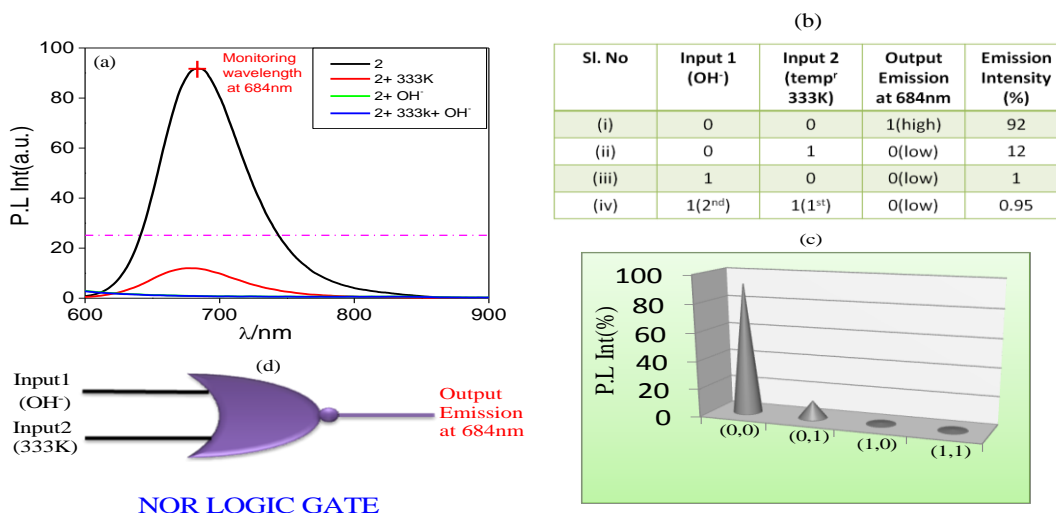 (a)
Monitoring
wavelength
at 684nm
2
2+ 333K
2+ OH⁻
2+ 333k+ OH⁻
P.L Int(a.u.)
100
80
60
40
20
0
600 700 800 900
λ/nm
(b)
Sl. No Input 1 (OH⁻) Input 2 (tempʳ 333K) Output Emission at 684nm Emission Intensity (%)
(i) 0 0 1(high) 92
(ii) 0 1 0(low) 12
(iii) 1 0 0(low) 1
(iv) 1(2ⁿᵈ) 1(1ˢᵗ) 0(low) 0.95
(c)
P.L Int(%)
100
80
60
40
20
0
(0,0) (0,1) (1,0) (1,1)
(d)
Input1
(OH⁻)
Input2
(333K)
Output
Emission
at 684nm
NOR LOGIC GATE